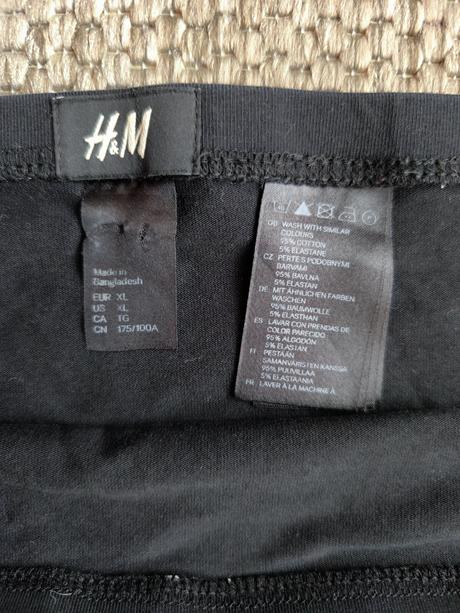 H&M
Made in
Bangladesh
EUR XL
US XL
CA TG
CN 175/100A
GB WASH WITH SIMILAR
COLOURS
95% COTTON
5% ELASTANE
CZ PERTE S PODOBNÝMI
BARVAMI
95% BAVLNA
5% ELASTAN
DE MIT ÄHNLICHEN FARBEN
WASCHEN
95% BAUMWOLLE
5% ELASTHAN
ES LAVAR CON PRENDAS DE
COLOR PARECIDO
95% ALGODÓN
5% ELASTÁN
FI PESTÄÄN
SAMANVÄRISTEN KANSSA
95% PUUVILLAA
5% ELASTAANIA
FR LAVER À LA MACHINE À